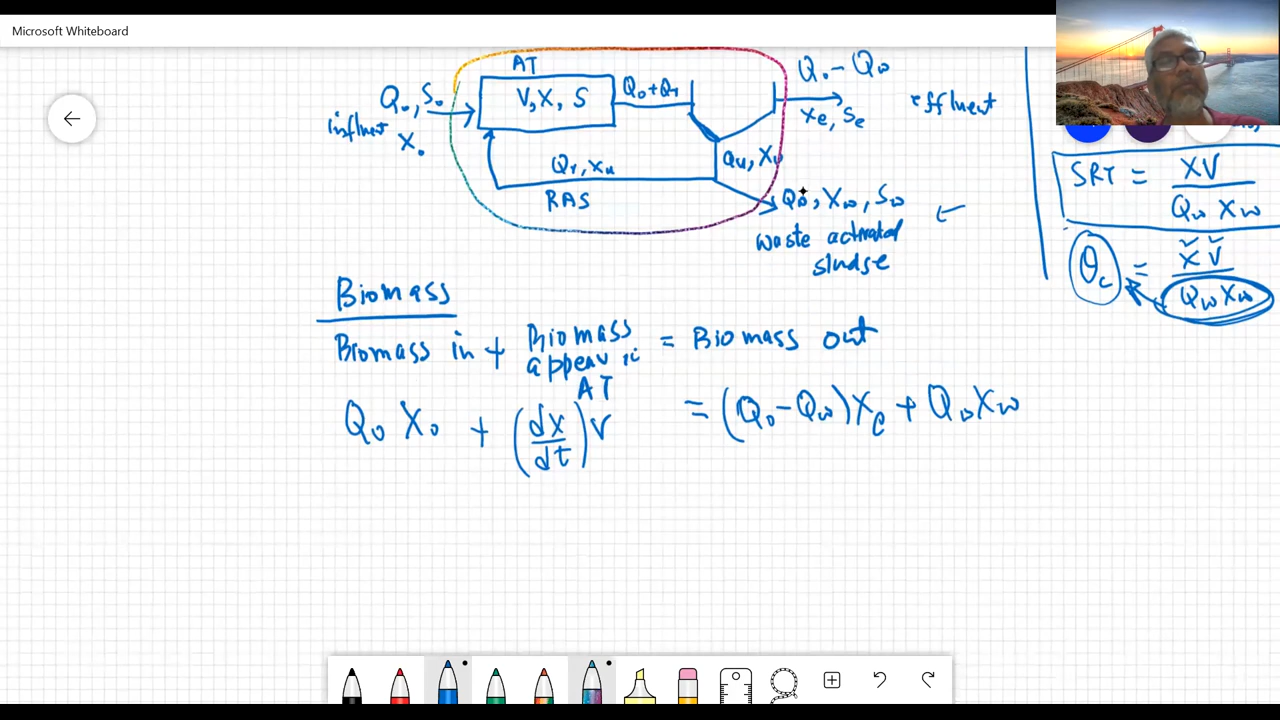 Microsoft Whiteboard
AT
Q₀, S₀
influent
X₀
V, X, S
Q₀+Qr
Q₀ - Qw
Xe, Se
effluent
Qu, Xu
Qr, Xu
RAS
Qw, Xw, Sw
waste activated
sludge
SRT = XV / Qw Xw
θc = XV / Qw Xw
Biomass
Biomass in + Biomass appear in AT = Biomass out
Q₀ X₀ + (dx/dt) V = (Q₀ - Qw) Xe + Qw Xw